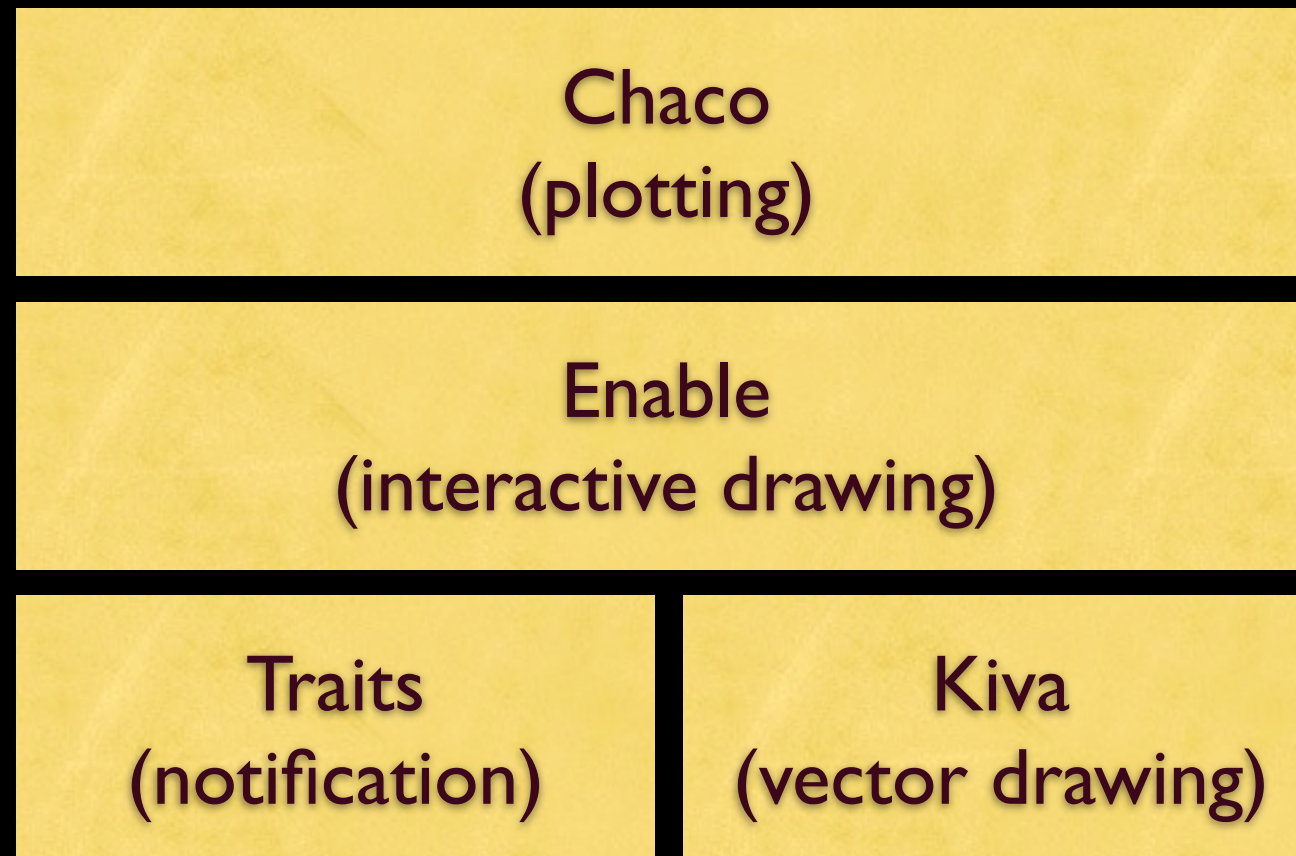 Chaco
(plotting)
Enable
(interactive drawing)
Traits
(notification)
Kiva
(vector drawing)